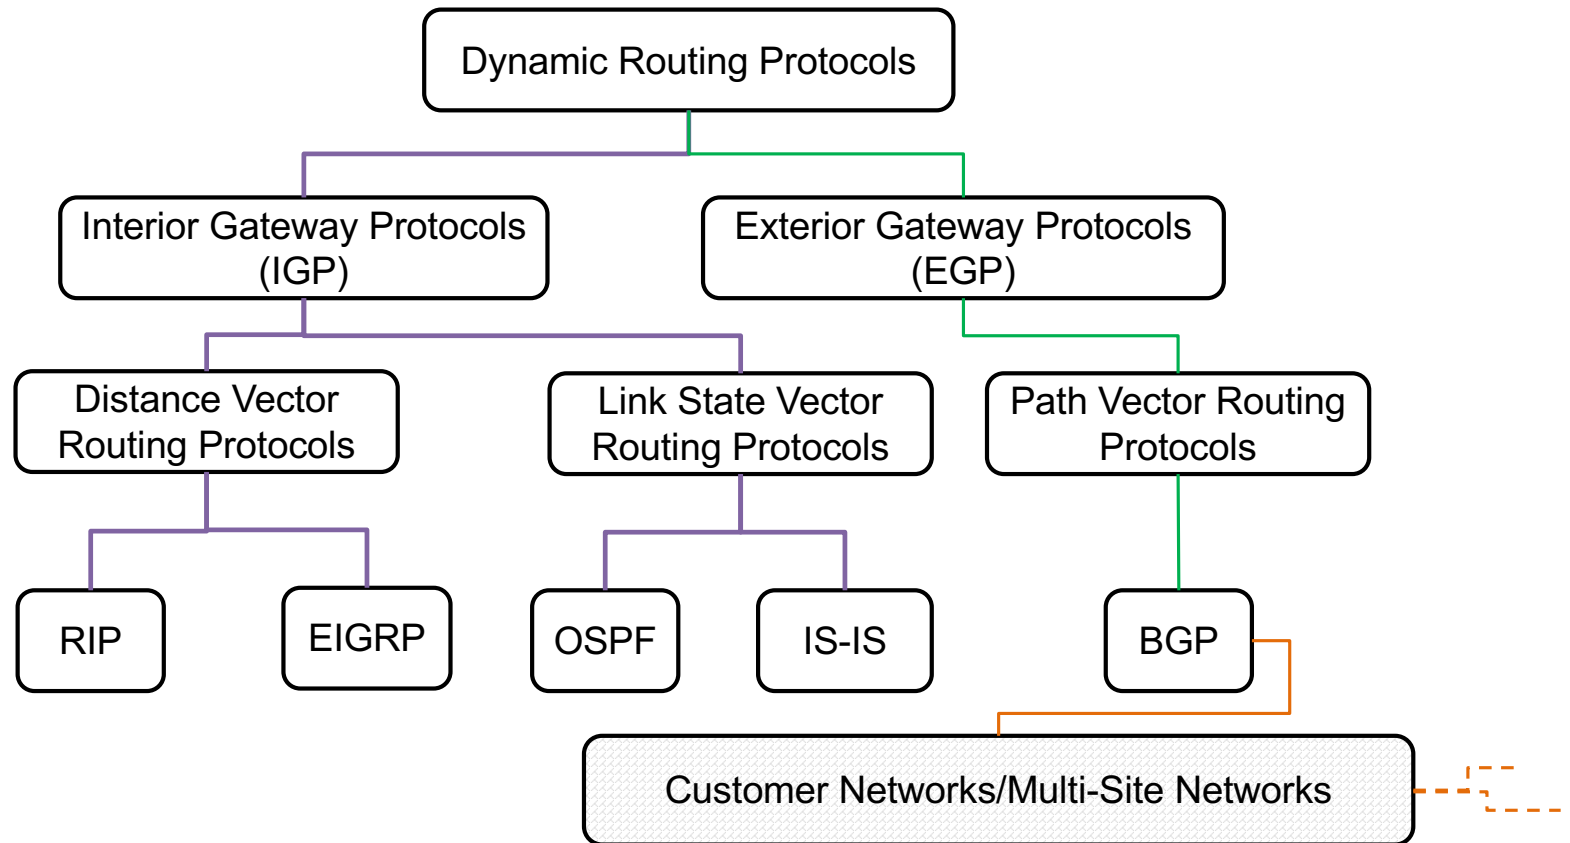 Dynamic Routing Protocols
Interior Gateway Protocols
(IGP)
Exterior Gateway Protocols
(EGP)
Distance Vector
Routing Protocols
Link State Vector
Routing Protocols
Path Vector Routing
Protocols
RIP
EIGRP
OSPF
IS-IS
BGP
Customer Networks/Multi-Site Networks